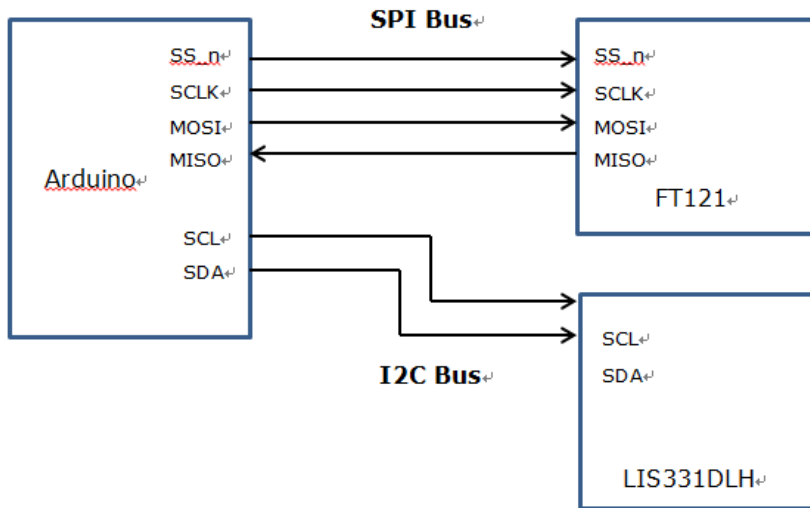 SPI Bus
SS_n
SCLK
MOSI
MISO
Arduino
SCL
SDA
SS_n
SCLK
MOSI
MISO
FT121
I2C Bus
SCL
SDA
LIS331DLH